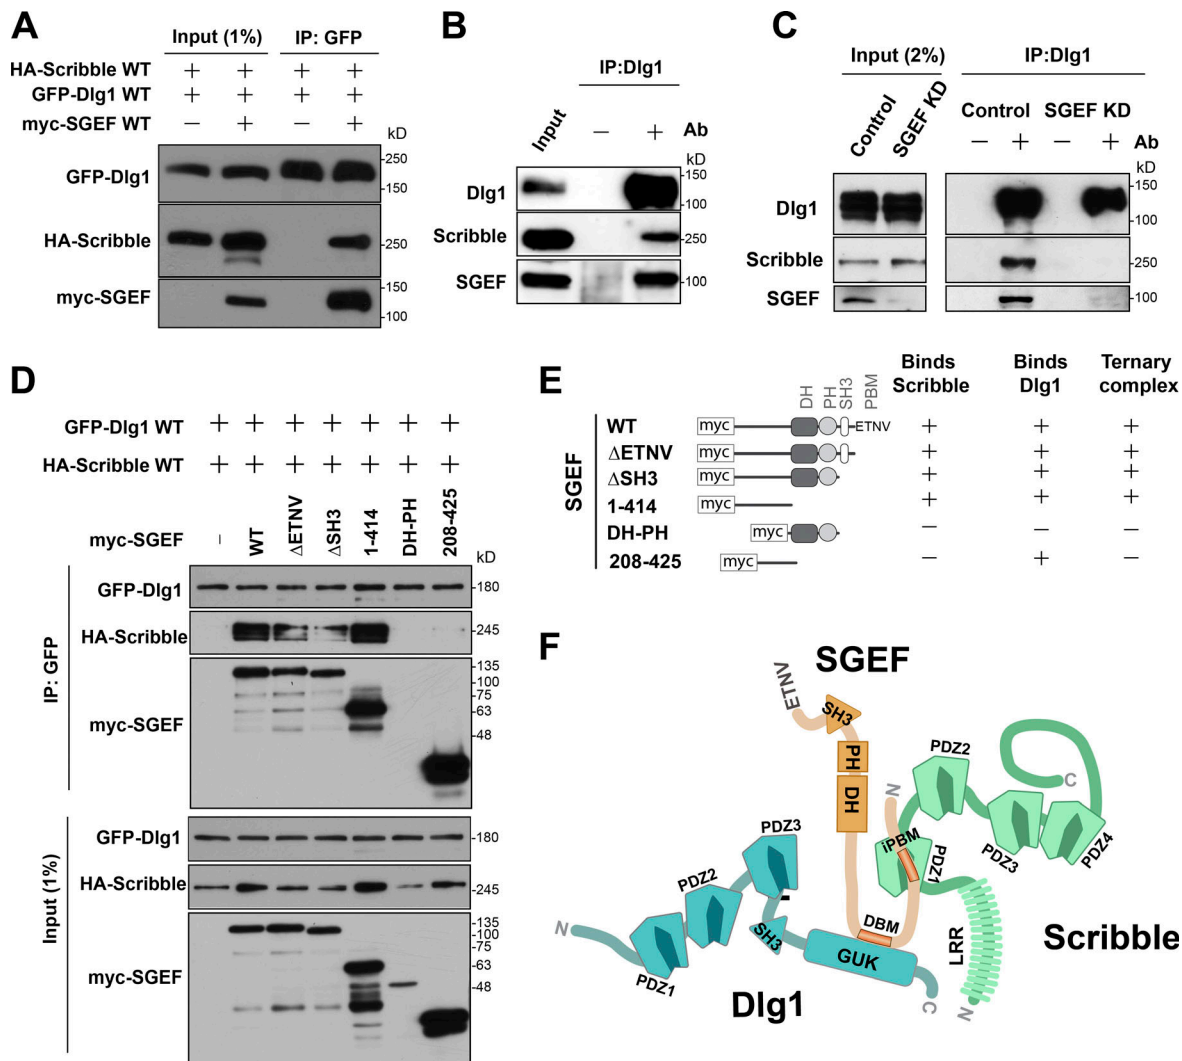 A
Input (1%) IP: GFP
HA-Scribble WT + + + +
GFP-Dlg1 WT + + + +
myc-SGEF WT − + − +
kD
GFP-Dlg1 250 150
HA-Scribble 250
myc-SGEF 150 100
B
IP:Dlg1
Input − + Ab
kD
Dlg1 150 100
Scribble 250
SGEF 100
C
Input (2%) IP:Dlg1
Control SGEF KD Control SGEF KD
− + − + Ab
kD
Dlg1 150 100
Scribble 250
SGEF 100
D
GFP-Dlg1 WT + + + + + + +
HA-Scribble WT + + + + + + +
myc-SGEF − WT ΔETNV ΔSH3 1-414 DH-PH 208-425
kD
IP: GFP
GFP-Dlg1 180
HA-Scribble 245
myc-SGEF 135 100 75 63 48
Input (1%)
GFP-Dlg1 180
HA-Scribble 245
myc-SGEF 135 100 75 63 48
E
Binds Scribble Binds Dlg1 Ternary complex
DH PH SH3 PBM
SGEF
WT myc ETNV + + +
ΔETNV myc + + +
ΔSH3 myc + + +
1-414 myc + + +
DH-PH myc − − −
208-425 myc − + −
F
SGEF
ETNV
SH3
PH
DH
DBM
iPBM
N
Scribble
PDZ2
PDZ3
PDZ4
PDZ1
LRR
C
N
Dlg1
N
PDZ1
PDZ2
PDZ3
SH3
GUK
C